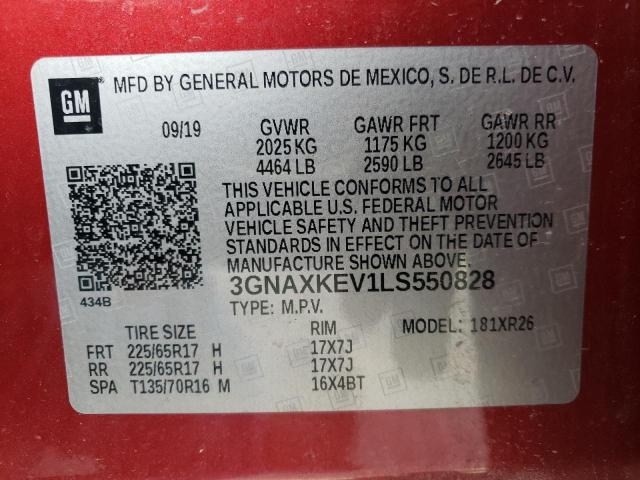 GM MFD BY GENERAL MOTORS DE MEXICO, S. DE R.L. DE C.V.
09/19 GVWR GAWR FRT GAWR RR
2025 KG 1175 KG 1200 KG
4464 LB 2590 LB 2645 LB
THIS VEHICLE CONFORMS TO ALL
APPLICABLE U.S. FEDERAL MOTOR
VEHICLE SAFETY AND THEFT PREVENTION
STANDARDS IN EFFECT ON THE DATE OF
MANUFACTURE SHOWN ABOVE.
3GNAXKEV1LS550828
434B TYPE: M.P.V.
TIRE SIZE RIM MODEL: 181XR26
FRT 225/65R17 H 17X7J
RR 225/65R17 H 17X7J
SPA T135/70R16 M 16X4BT